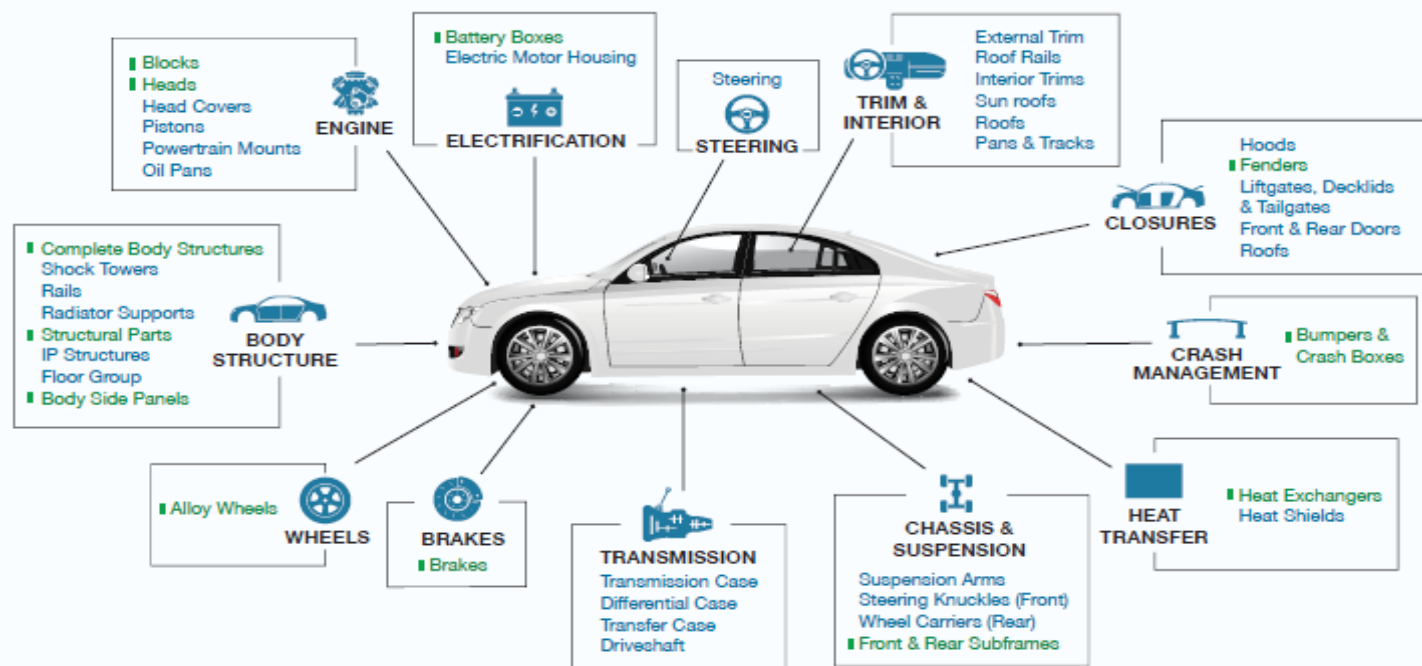 Blocks
Heads
Head Covers
Pistons
Powertrain Mounts
Oil Pans
ENGINE
Battery Boxes
Electric Motor Housing
ELECTRIFICATION
Steering
STEERING
TRIM &
INTERIOR
External Trim
Roof Rails
Interior Trims
Sun roofs
Roofs
Pans & Tracks
CLOSURES
Hoods
Fenders
Liftgates, Decklids
& Tailgates
Front & Rear Doors
Roofs
Complete Body Structures
Shock Towers
Rails
Radiator Supports
Structural Parts
IP Structures
Floor Group
Body Side Panels
BODY
STRUCTURE
CRASH
MANAGEMENT
Bumpers &
Crash Boxes
Alloy Wheels
WHEELS
BRAKES
Brakes
TRANSMISSION
Transmission Case
Differential Case
Transfer Case
Driveshaft
CHASSIS &
SUSPENSION
Suspension Arms
Steering Knuckles (Front)
Wheel Carriers (Rear)
Front & Rear Subframes
HEAT
TRANSFER
Heat Exchangers
Heat Shields